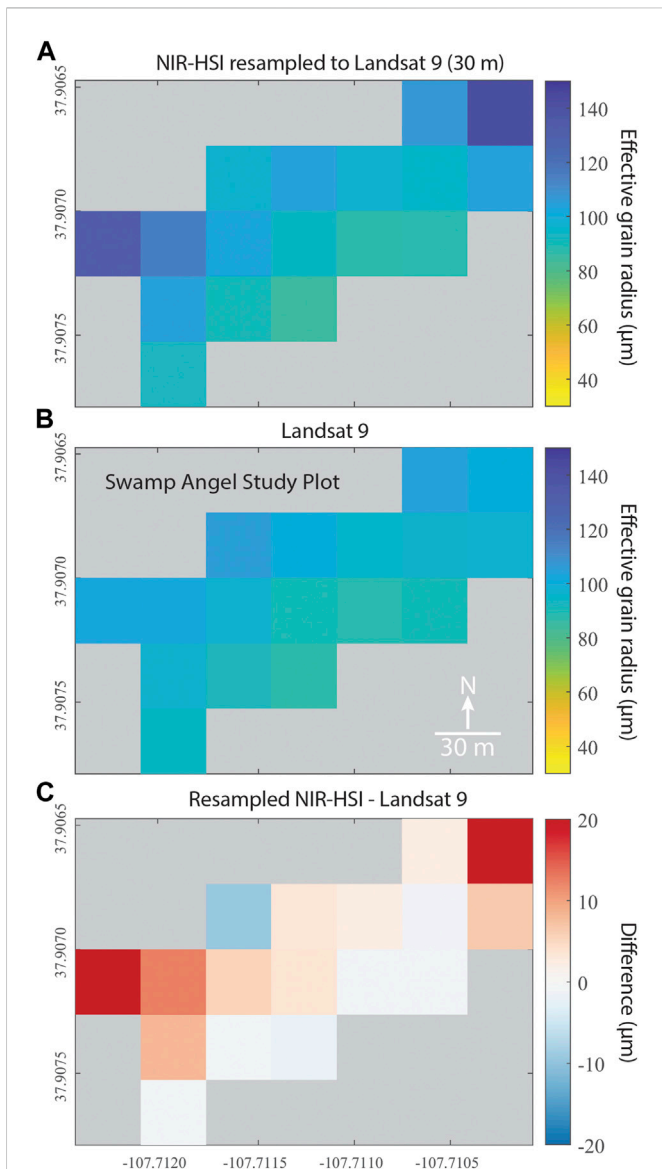 A
NIR-HSI resampled to Landsat 9 (30 m)
37.9065
37.9070
37.9075
140
120
100
80
60
40
Effective grain radius (μm)
B
Landsat 9
Swamp Angel Study Plot
37.9065
37.9070
37.9075
N
30 m
140
120
100
80
60
40
Effective grain radius (μm)
C
Resampled NIR-HSI - Landsat 9
37.9065
37.9070
37.9075
20
10
0
-10
-20
Difference (μm)
-107.7120
-107.7115
-107.7110
-107.7105